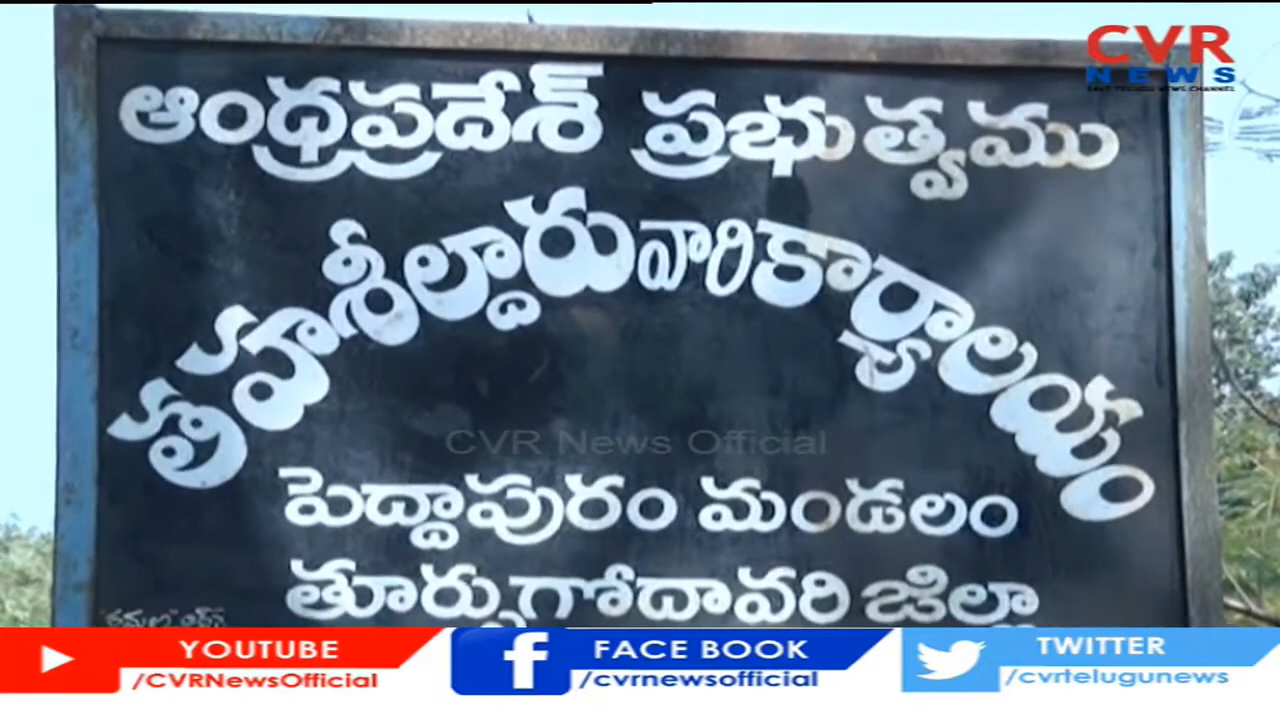 CVR
NEWS
ఆంధ్రప్రదేశ్ ప్రభుత్వము
తహశీల్దారు వారి కార్యాలయం
CVR News Official
పెద్దాపురం మండలం
తూర్పుగోదావరి జిల్లా
YOUTUBE
/CVRNewsOfficial
FACE BOOK
/cvrnewsofficial
TWITTER
/cvrtelugunews